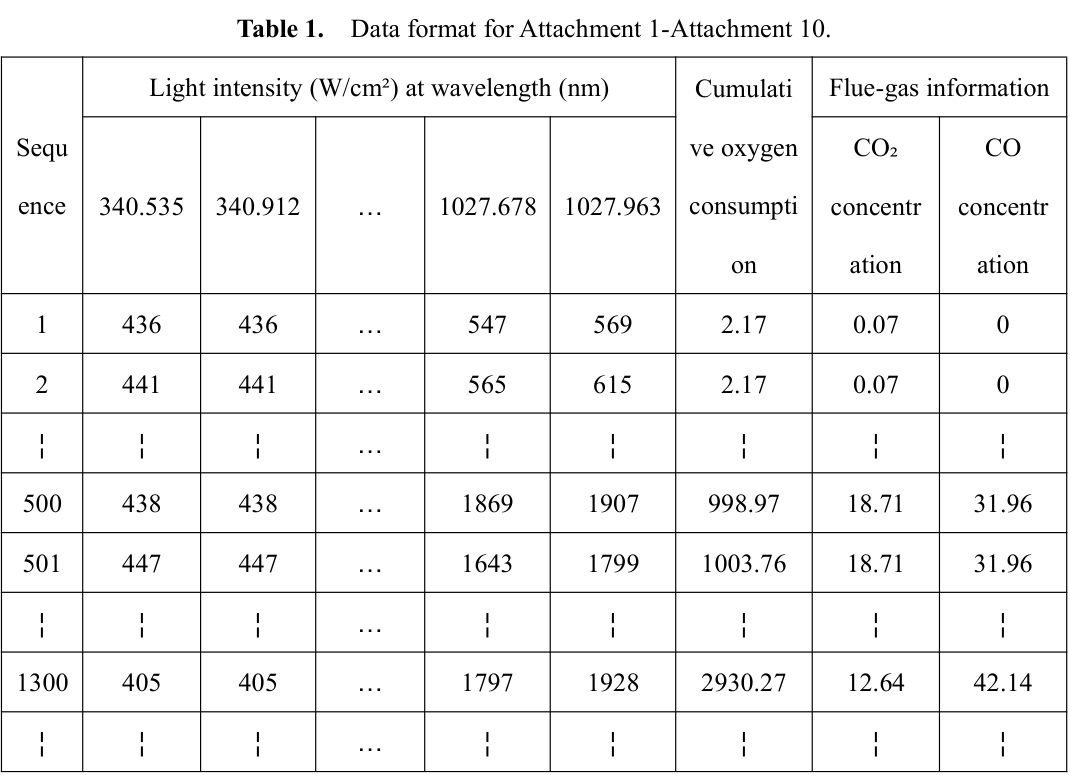 Table 1. Data format for Attachment 1-Attachment 10.
Light intensity (W/cm²) at wavelength (nm)
Flue-gas information
Sequ
ence
340.535 340.912 … 1027.678 1027.963
Cumulati
ve oxygen
consumpti
on
CO₂
concentr
ation
CO
concentr
ation
1 436 436 … 547 569 2.17 0.07 0
2 441 441 … 565 615 2.17 0.07 0
¦ ¦ ¦ … ¦ ¦ ¦ ¦ ¦
500 438 438 … 1869 1907 998.97 18.71 31.96
501 447 447 … 1643 1799 1003.76 18.71 31.96
¦ ¦ ¦ … ¦ ¦ ¦ ¦ ¦
1300 405 405 … 1797 1928 2930.27 12.64 42.14
¦ ¦ ¦ … ¦ ¦ ¦ ¦ ¦